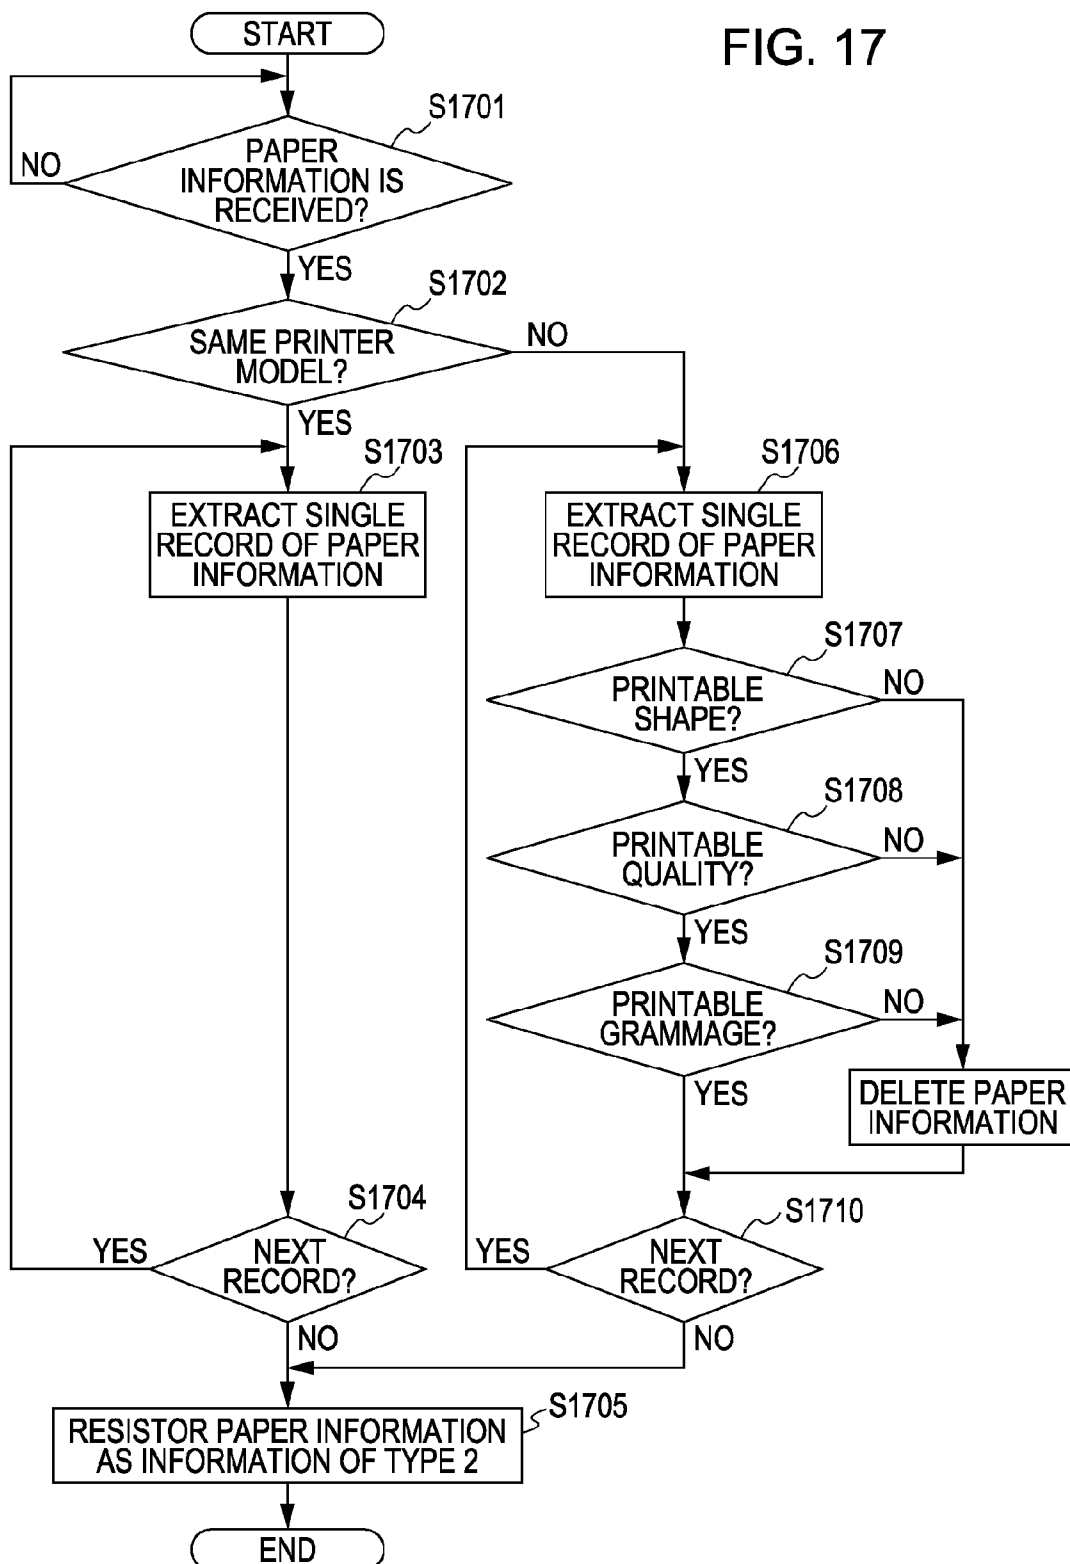 START
FIG. 17
S1701
PAPER
INFORMATION IS
RECEIVED?
NO
YES
S1702
SAME PRINTER
MODEL?
NO
YES
S1703
EXTRACT SINGLE
RECORD OF PAPER
INFORMATION
S1706
EXTRACT SINGLE
RECORD OF PAPER
INFORMATION
S1707
PRINTABLE
SHAPE?
NO
YES
S1708
PRINTABLE
QUALITY?
NO
YES
S1709
PRINTABLE
GRAMMAGE?
NO
YES
DELETE PAPER
INFORMATION
S1704
NEXT
RECORD?
YES
NO
S1710
NEXT
RECORD?
YES
NO
S1705
RESISTOR PAPER INFORMATION
AS INFORMATION OF TYPE 2
END